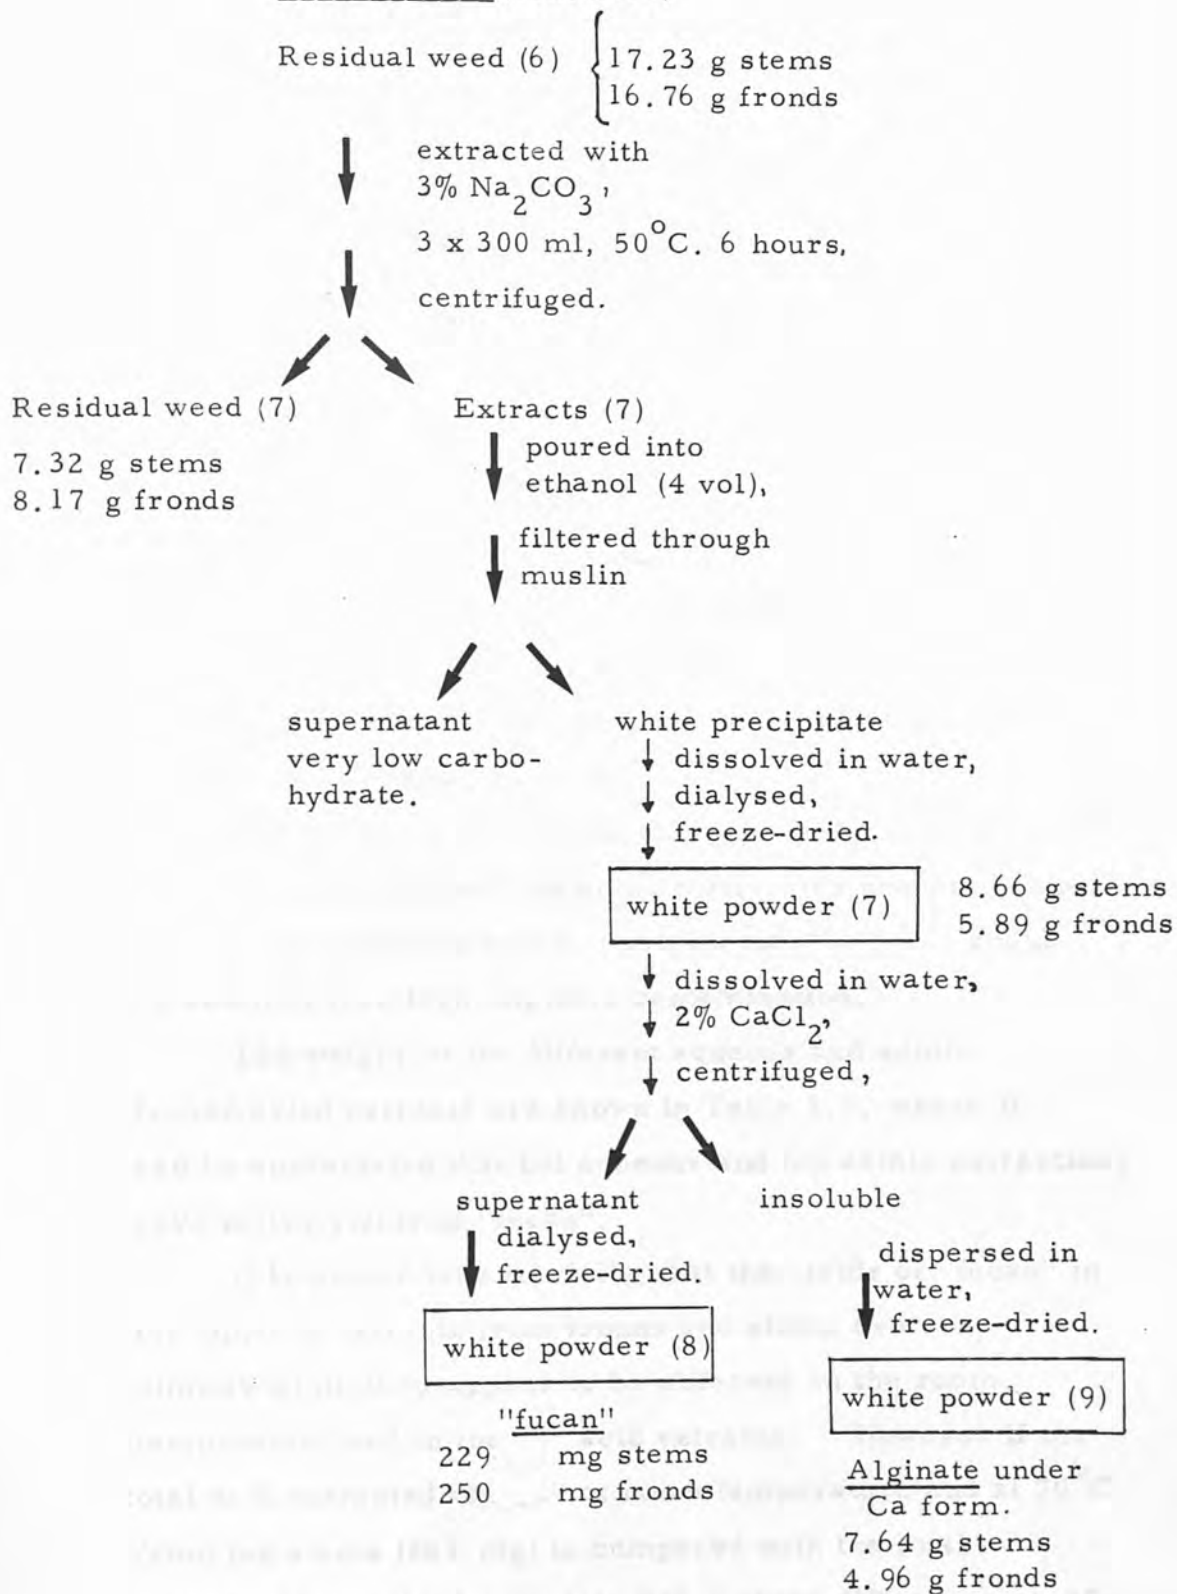 Residual weed (6)
17.23 g stems
16.76 g fronds
extracted with
3% Na₂CO₃,
3 x 300 ml, 50°C. 6 hours,
centrifuged.
Residual weed (7)
7.32 g stems
8.17 g fronds
Extracts (7)
poured into
ethanol (4 vol),
filtered through
muslin
supernatant
very low carbo-
hydrate.
white precipitate
dissolved in water,
dialysed,
freeze-dried.
white powder (7)
8.66 g stems
5.89 g fronds
dissolved in water,
2% CaCl₂,
centrifuged,
supernatant
dialysed,
freeze-dried.
white powder (8)
"fucan"
229 mg stems
250 mg fronds
insoluble
dispersed in
water,
freeze-dried.
white powder (9)
Alginate under
Ca form.
7.64 g stems
4.96 g fronds